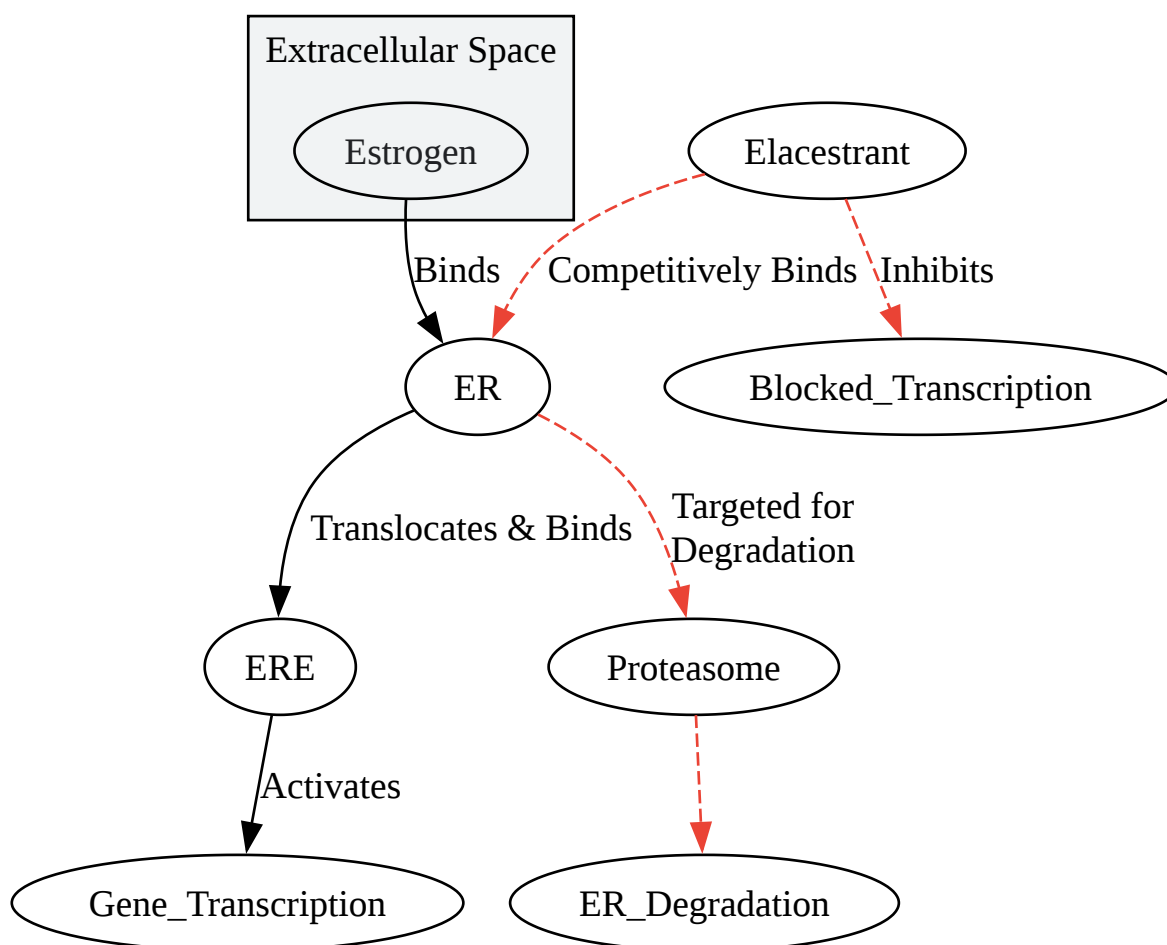 Extracellular Space
Estrogen
Elacestrant
Binds
Competitively Binds
Inhibits
ER
Blocked_Transcription
Translocates & Binds
Targeted for
Degradation
ERE
Proteasome
Activates
Gene_Transcription
ER_Degradation